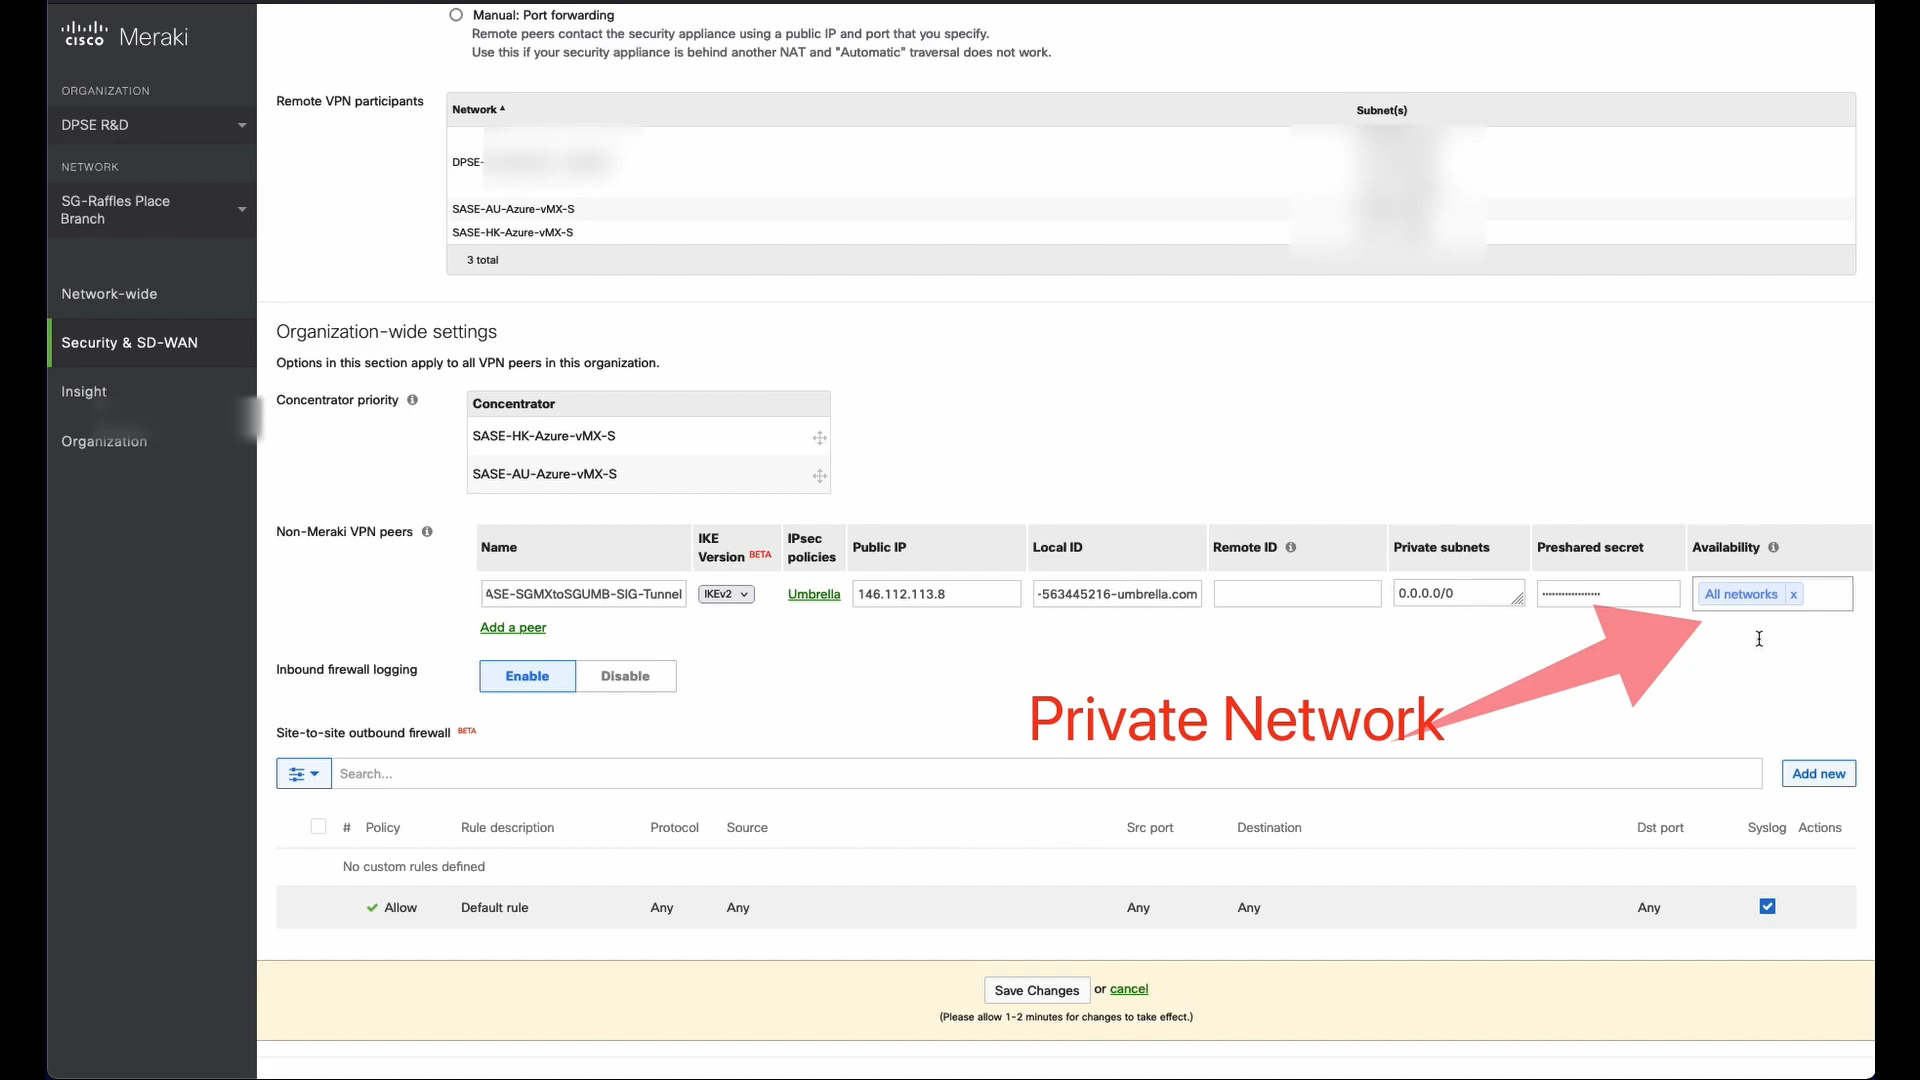 cisco Meraki
ORGANIZATION
DPSE R&D
NETWORK
SG-Raffles Place
Branch
Network-wide
Security & SD-WAN
Insight
Organization
Manual: Port forwarding
Remote peers contact the security appliance using a public IP and port that you specify.
Use this if your security appliance is behind another NAT and "Automatic" traversal does not work.
Remote VPN participants
Network Subnet(s)
DPSE-
SASE-AU-Azure-vMX-S
SASE-HK-Azure-vMX-S
3 total
Organization-wide settings
Options in this section apply to all VPN peers in this organization.
Concentrator priority
Concentrator
SASE-HK-Azure-vMX-S
SASE-AU-Azure-vMX-S
Non-Meraki VPN peers
Name IKE Version BETA IPsec policies Public IP Local ID Remote ID Private subnets Preshared secret Availability
ASE-SGMXtoSGUMB-SIG-Tunnel IKEv2 Umbrella 146.112.113.8 -563445216-umbrella.com 0.0.0.0/0 All networks x
Add a peer
Inbound firewall logging
Enable Disable
Private Network
Site-to-site outbound firewall BETA
Search... Add new
# Policy Rule description Protocol Source Src port Destination Dst port Syslog Actions
No custom rules defined
Allow Default rule Any Any Any Any Any
Save Changes or cancel
(Please allow 1-2 minutes for changes to take effect.)